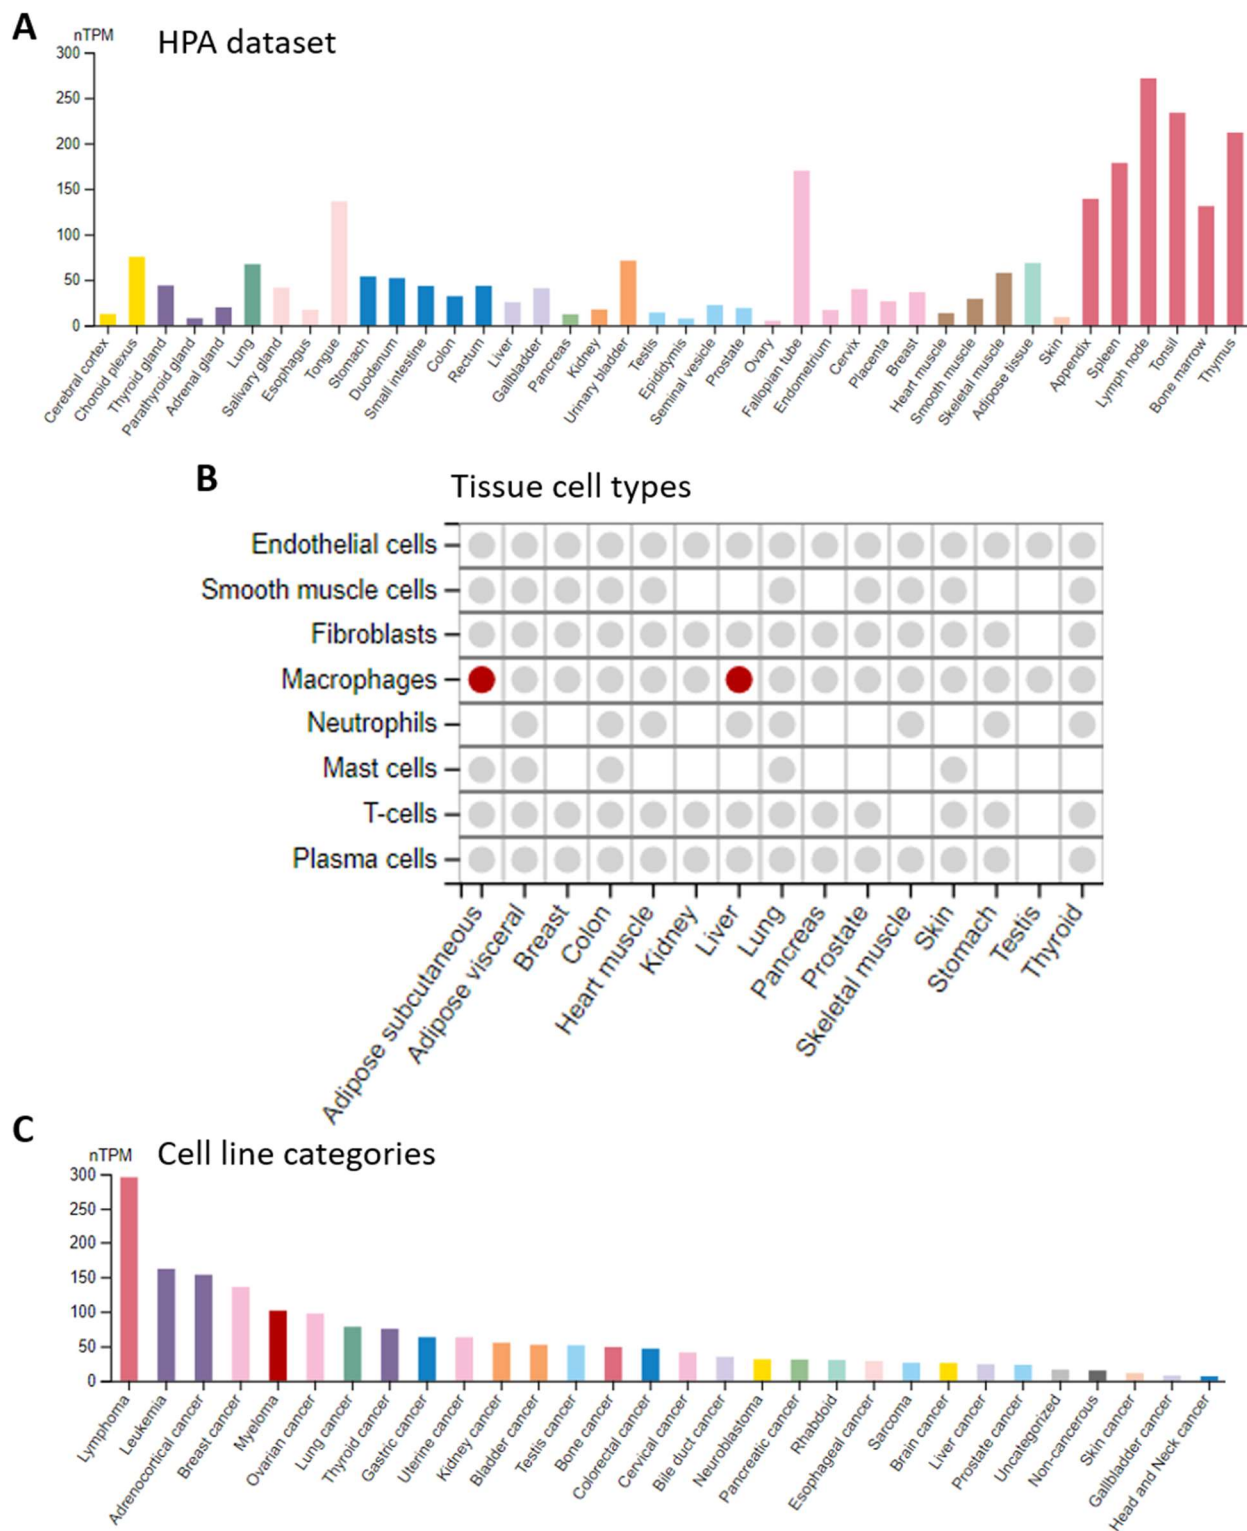 A
nTPM
HPA dataset
300
250
200
150
100
50
0
Cerebral cortex
Choroid plexus
Thyroid gland
Parathyroid gland
Adrenal gland
Lung
Salivary gland
Esophagus
Tongue
Stomach
Duodenum
Small intestine
Colon
Rectum
Liver
Gallbladder
Pancreas
Kidney
Urinary bladder
Testis
Epididymis
Seminal vesicle
Prostate
Ovary
Fallopian tube
Endometrium
Cervix
Placenta
Breast
Heart muscle
Smooth muscle
Skeletal muscle
Adipose tissue
Skin
Appendix
Spleen
Lymph node
Tonsil
Bone marrow
Thymus
B
Tissue cell types
Endothelial cells
Smooth muscle cells
Fibroblasts
Macrophages
Neutrophils
Mast cells
T-cells
Plasma cells
Adipose subcutaneous
Adipose visceral
Breast
Colon
Heart muscle
Kidney
Liver
Lung
Pancreas
Prostate
Skeletal muscle
Skin
Stomach
Testis
Thyroid
C
nTPM
Cell line categories
300
250
200
150
100
50
0
Lymphoma
Leukemia
Adrenocortical cancer
Breast cancer
Myeloma
Ovarian cancer
Lung cancer
Thyroid cancer
Gastric cancer
Uterine cancer
Kidney cancer
Bladder cancer
Testis cancer
Bone cancer
Colorectal cancer
Cervical cancer
Bile duct cancer
Neuroblastoma
Pancreatic cancer
Rhabdoid
Esophageal cancer
Sarcoma
Brain cancer
Liver cancer
Prostate cancer
Uncategorized
Non-cancerous
Skin cancer
Gallbladder cancer
Head and Neck cancer